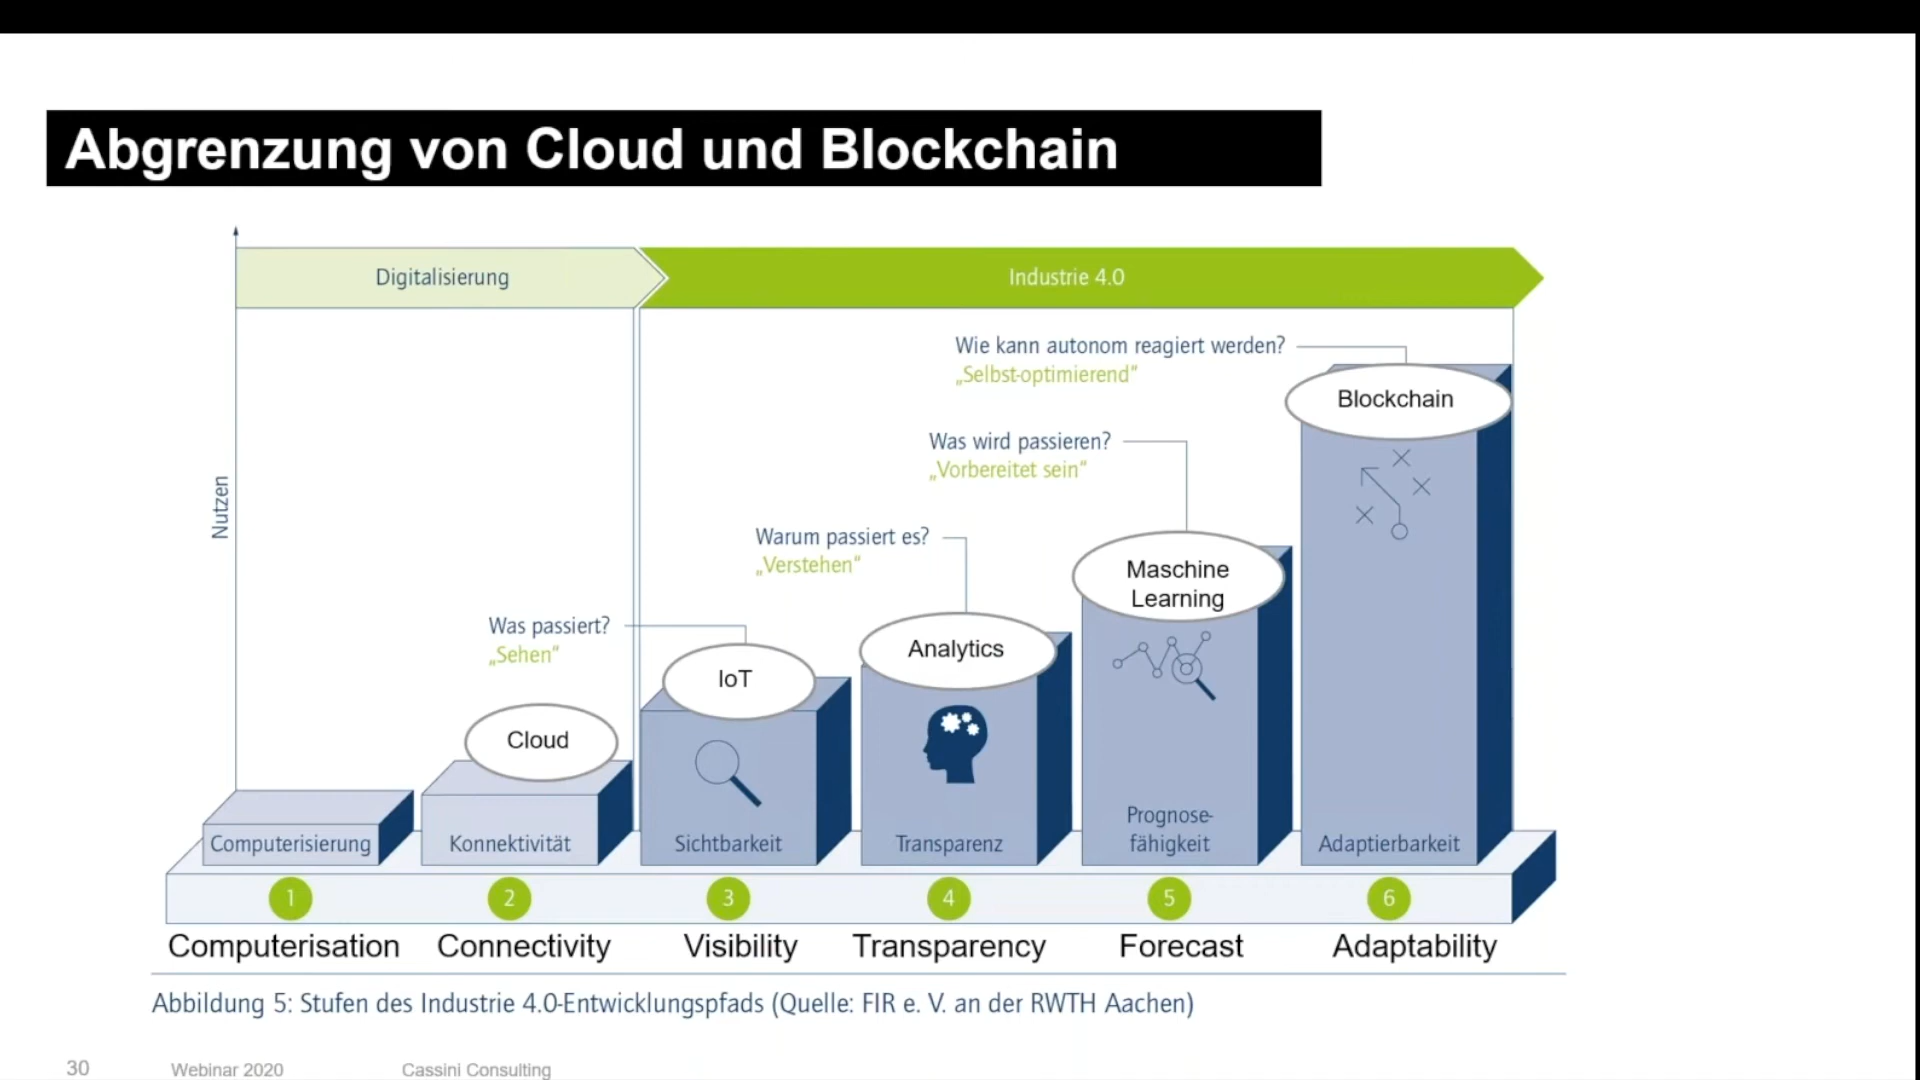 Abgrenzung von Cloud und Blockchain
Digitalisierung
Industrie 4.0
Nutzen
Wie kann autonom reagiert werden?
„Selbst-optimierend“
Blockchain
Was wird passieren?
„Vorbereitet sein“
Maschine
Learning
Warum passiert es?
„Verstehen“
Analytics
Was passiert?
„Sehen“
IoT
Cloud
Computerisierung
Konnektivität
Sichtbarkeit
Transparenz
Prognose-
fähigkeit
Adaptierbarkeit
1
2
3
4
5
6
Computerisation
Connectivity
Visibility
Transparency
Forecast
Adaptability
Abbildung 5: Stufen des Industrie 4.0-Entwicklungspfads (Quelle: FIR e. V. an der RWTH Aachen)
30
Webinar 2020
Cassini Consulting